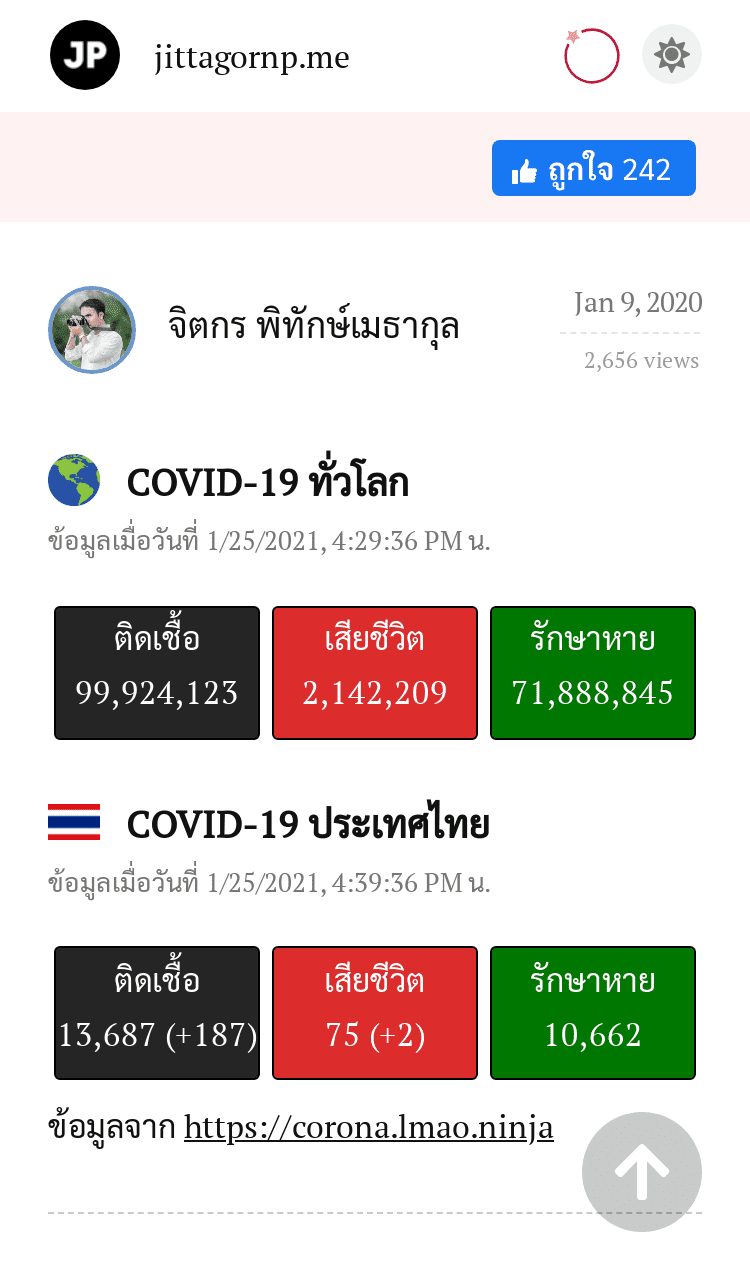 JP jittagornp.me
ถูกใจ 242
จิตกร พิทักษ์เมธากุล
Jan 9, 2020
2,656 views
COVID-19 ทั่วโลก
ข้อมูลเมื่อวันที่ 1/25/2021, 4:29:36 PM น.
ติดเชื้อ เสียชีวิต รักษาหาย
99,924,123 2,142,209 71,888,845
COVID-19 ประเทศไทย
ข้อมูลเมื่อวันที่ 1/25/2021, 4:39:36 PM น.
ติดเชื้อ เสียชีวิต รักษาหาย
13,687 (+187) 75 (+2) 10,662
ข้อมูลจาก https://corona.lmao.ninja